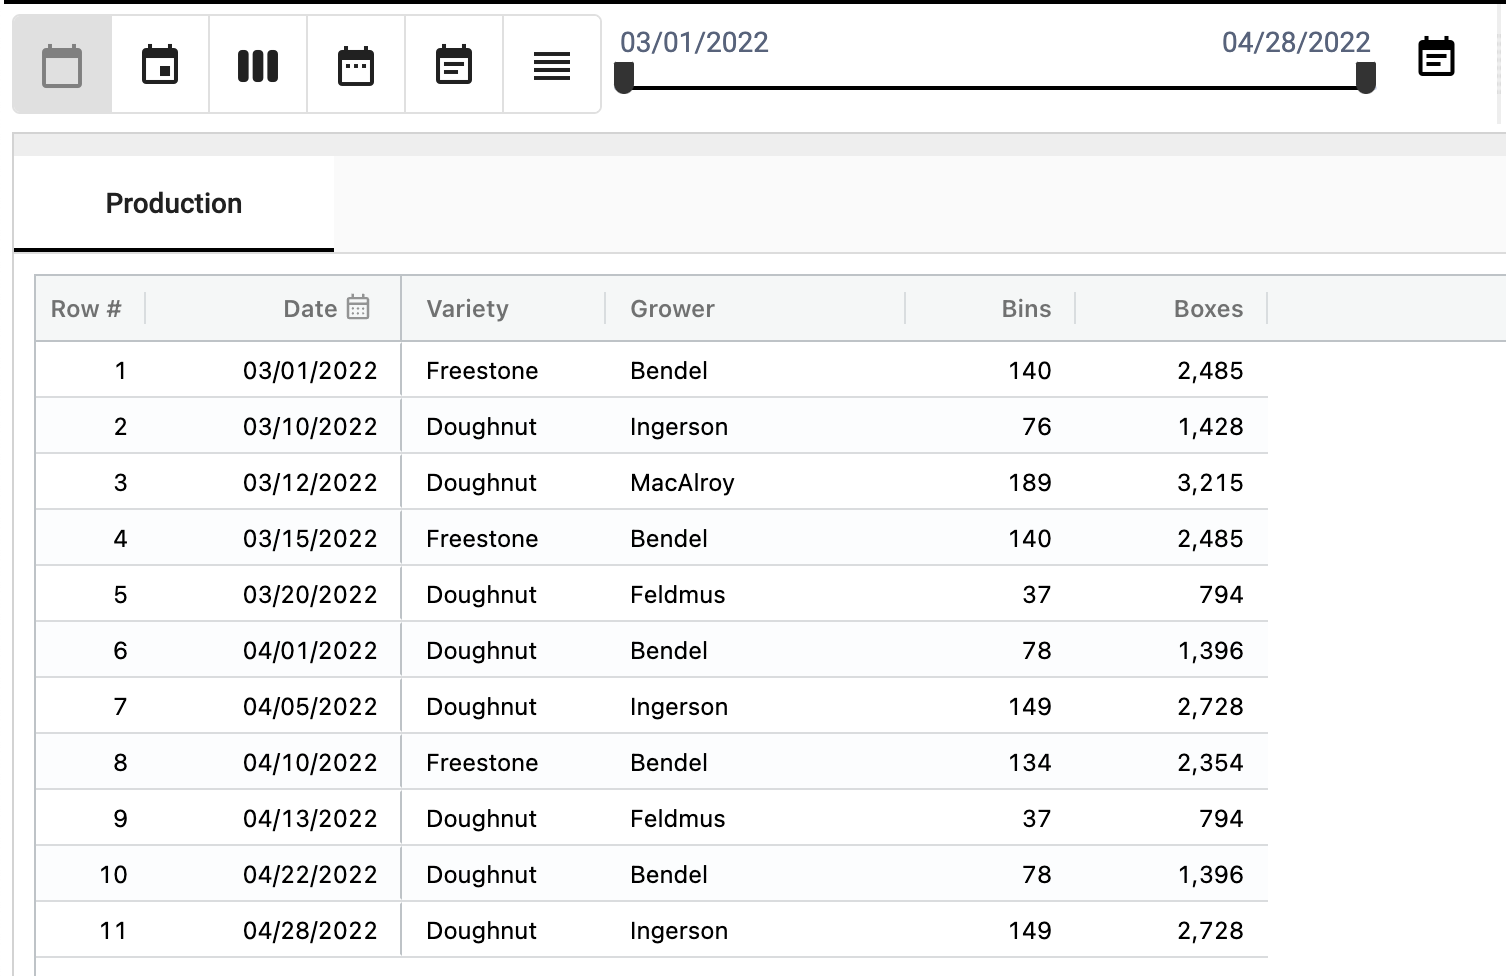 03/01/2022 04/28/2022
Production
Row # Date Variety Grower Bins Boxes
1 03/01/2022 Freestone Bendel 140 2,485
2 03/10/2022 Doughnut Ingerson 76 1,428
3 03/12/2022 Doughnut MacAlroy 189 3,215
4 03/15/2022 Freestone Bendel 140 2,485
5 03/20/2022 Doughnut Feldmus 37 794
6 04/01/2022 Doughnut Bendel 78 1,396
7 04/05/2022 Doughnut Ingerson 149 2,728
8 04/10/2022 Freestone Bendel 134 2,354
9 04/13/2022 Doughnut Feldmus 37 794
10 04/22/2022 Doughnut Bendel 78 1,396
11 04/28/2022 Doughnut Ingerson 149 2,728